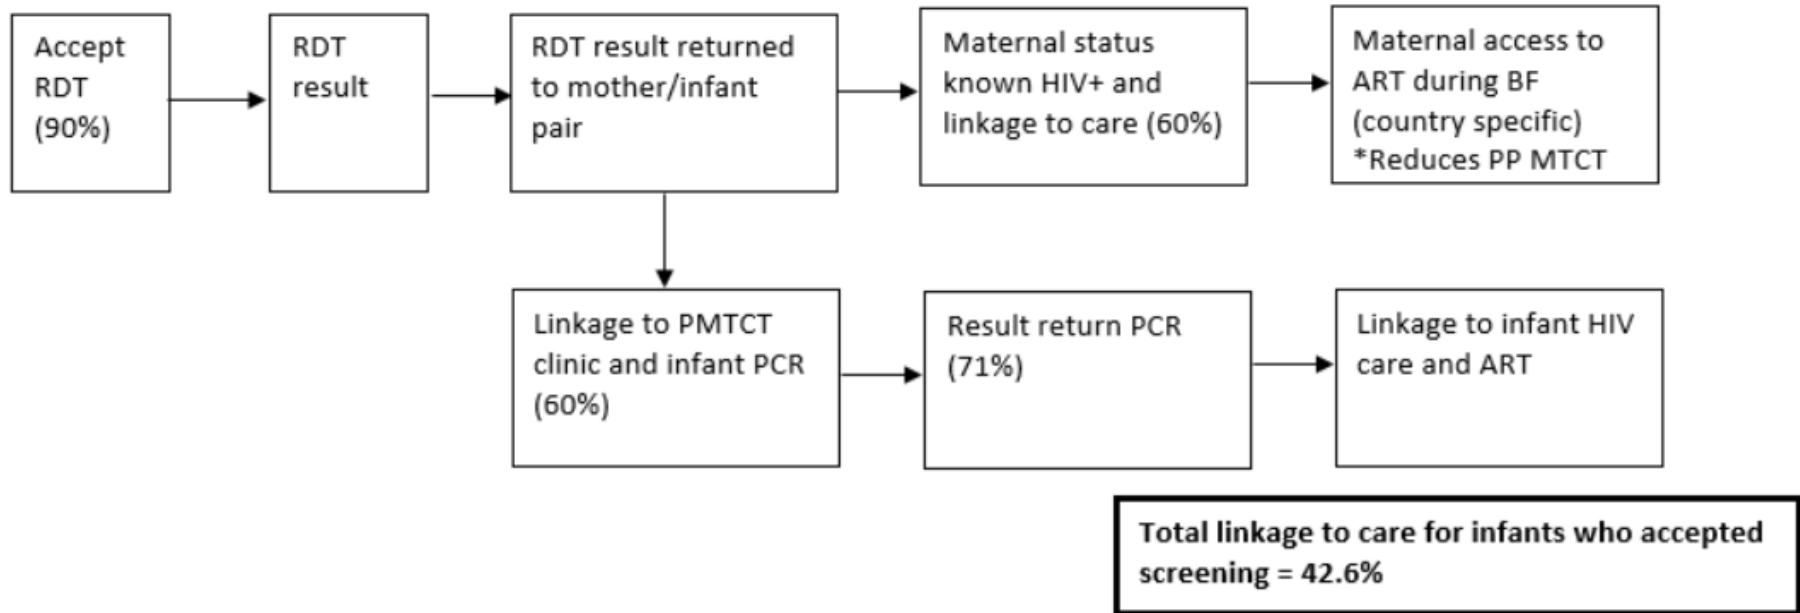 Accept
RDT
(90%)
RDT
result
RDT result returned
to mother/infant
pair
Maternal status
known HIV+ and
linkage to care (60%)
Maternal access to
ART during BF
(country specific)
*Reduces PP MTCT
Linkage to PMTCT
clinic and infant PCR
(60%)
Result return PCR
(71%)
Linkage to infant HIV
care and ART
Total linkage to care for infants who accepted
screening = 42.6%